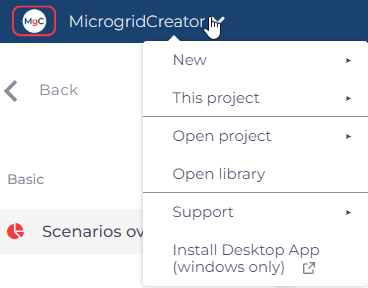 MgC MicrogridCreator
New
Back
This project
Open project
Open library
Basic
Support
Scenarios ov
Install Desktop App
(windows only)